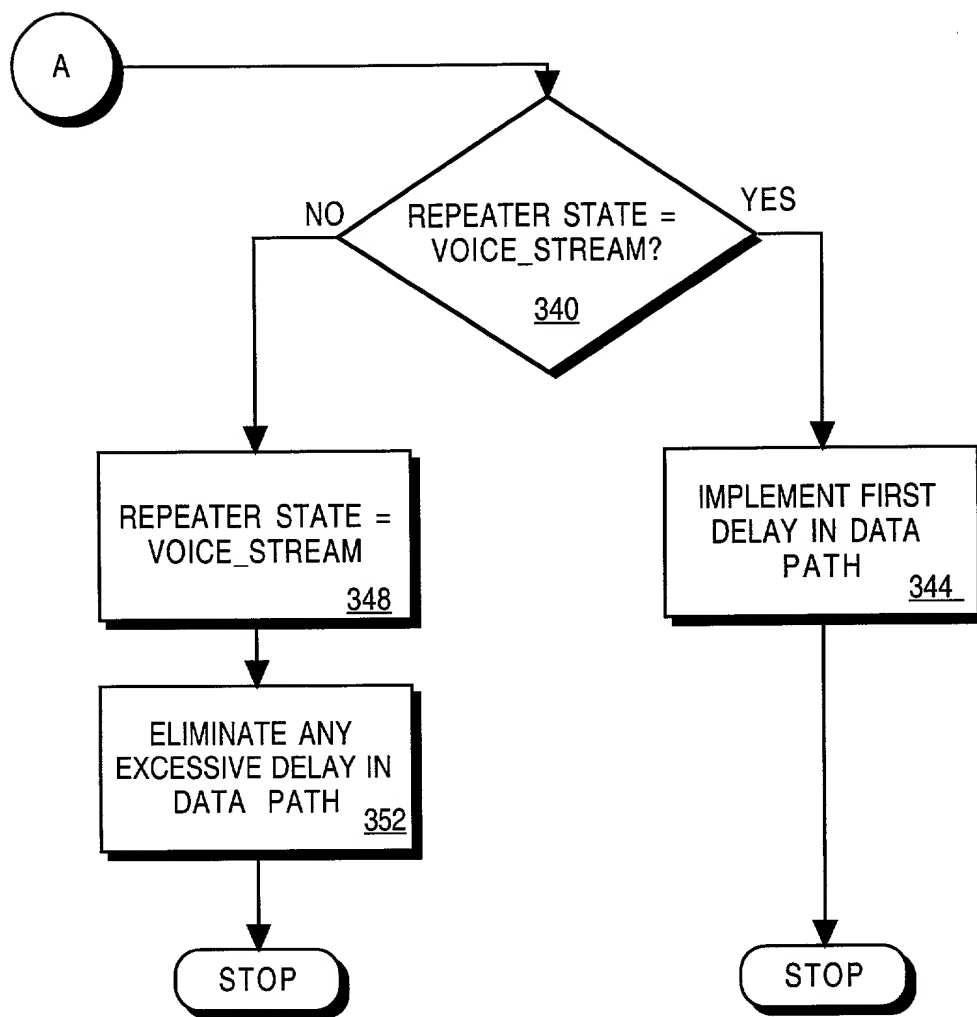 A
NO
YES
REPEATER STATE =
VOICE_STREAM?
340
REPEATER STATE =
VOICE_STREAM
348
ELIMINATE ANY
EXCESSIVE DELAY IN
DATA PATH
352
STOP
IMPLEMENT FIRST
DELAY IN DATA
PATH
344
STOP